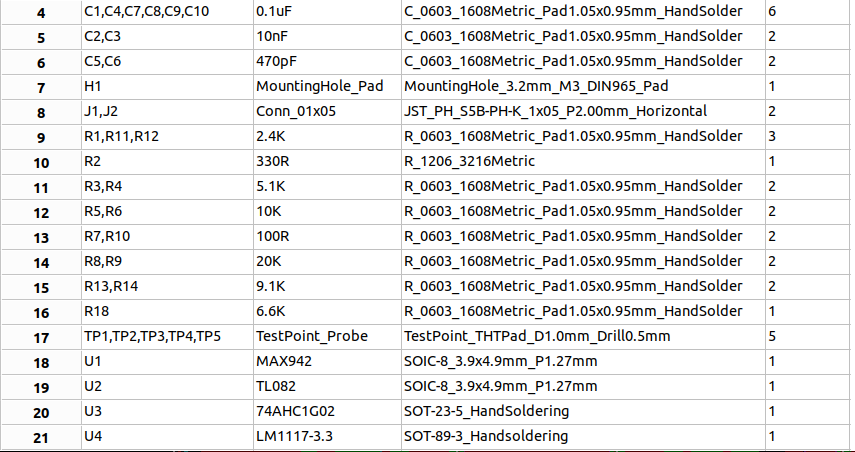 4 C1,C4,C7,C8,C9,C10 0.1uF C_0603_1608Metric_Pad1.05x0.95mm_HandSolder 6
5 C2,C3 10nF C_0603_1608Metric_Pad1.05x0.95mm_HandSolder 2
6 C5,C6 470pF C_0603_1608Metric_Pad1.05x0.95mm_HandSolder 2
7 H1 MountingHole_Pad MountingHole_3.2mm_M3_DIN965_Pad 1
8 J1,J2 Conn_01x05 JST_PH_S5B-PH-K_1x05_P2.00mm_Horizontal 2
9 R1,R11,R12 2.4K R_0603_1608Metric_Pad1.05x0.95mm_HandSolder 3
10 R2 330R R_1206_3216Metric 1
11 R3,R4 5.1K R_0603_1608Metric_Pad1.05x0.95mm_HandSolder 2
12 R5,R6 10K R_0603_1608Metric_Pad1.05x0.95mm_HandSolder 2
13 R7,R10 100R R_0603_1608Metric_Pad1.05x0.95mm_HandSolder 2
14 R8,R9 20K R_0603_1608Metric_Pad1.05x0.95mm_HandSolder 2
15 R13,R14 9.1K R_0603_1608Metric_Pad1.05x0.95mm_HandSolder 2
16 R18 6.6K R_0603_1608Metric_Pad1.05x0.95mm_HandSolder 1
17 TP1,TP2,TP3,TP4,TP5 TestPoint_Probe TestPoint_THTPad_D1.0mm_Drill0.5mm 5
18 U1 MAX942 SOIC-8_3.9x4.9mm_P1.27mm 1
19 U2 TL082 SOIC-8_3.9x4.9mm_P1.27mm 1
20 U3 74AHC1G02 SOT-23-5_HandSoldering 1
21 U4 LM1117-3.3 SOT-89-3_Handsoldering 1